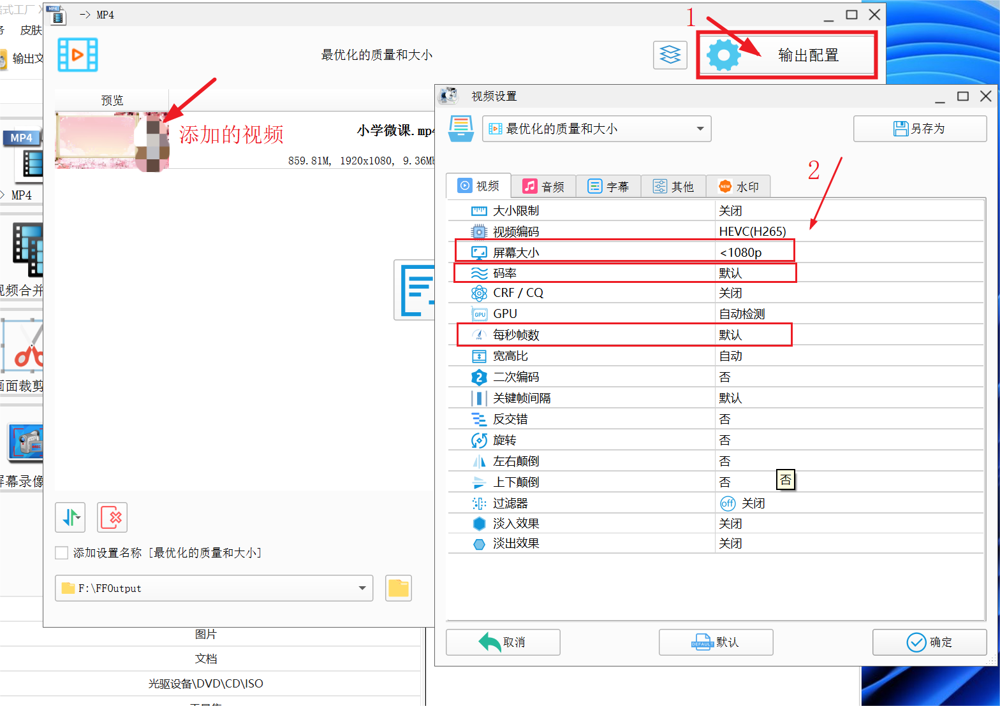 式工厂
MP4
-> MP4
1
务 皮肤
输出文
最优化的质量和大小
输出配置
预览
添加的视频
小学微课.mp4
859.81M, 1920x1080, 9.36Mb
MP4
MP4
视频合并
画面裁剪
屏幕录像
添加设置名称 [最优化的质量和大小]
F:\FFOutput
图片
文档
光驱设备\DVD\CD\ISO
视频设置
最优化的质量和大小
另存为
2
视频
音频
字幕
其他
NEW
水印
大小限制 关闭
视频编码 HEVC(H265)
屏幕大小 <1080p
码率 默认
CRF / CQ 关闭
GPU GPU 自动检测
每秒帧数 默认
宽高比 自动
2 二次编码 否
关键帧间隔 默认
反交错 否
旋转 否
左右颠倒 否
上下颠倒 否
否
过滤器 off 关闭
淡入效果 关闭
淡出效果 关闭
取消
DEFAULT 默认
确定